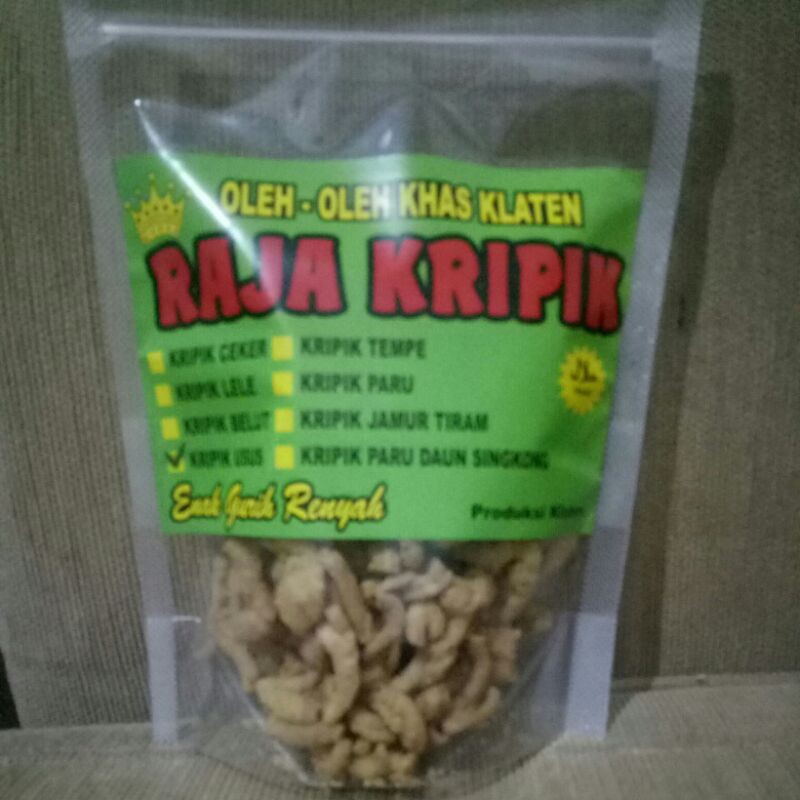 OLEH - OLEH KHAS KLATEN
RAJA KRIPIK
KRIPIK CEKER
KRIPIK LELE
KRIPIK BELUT
KRIPIK USUS
KRIPIK TEMPE
KRIPIK PARU
KRIPIK JAMUR TIRAM
KRIPIK PARU DAUN SINGKONG
Enak Gurih Renyah
Produksi